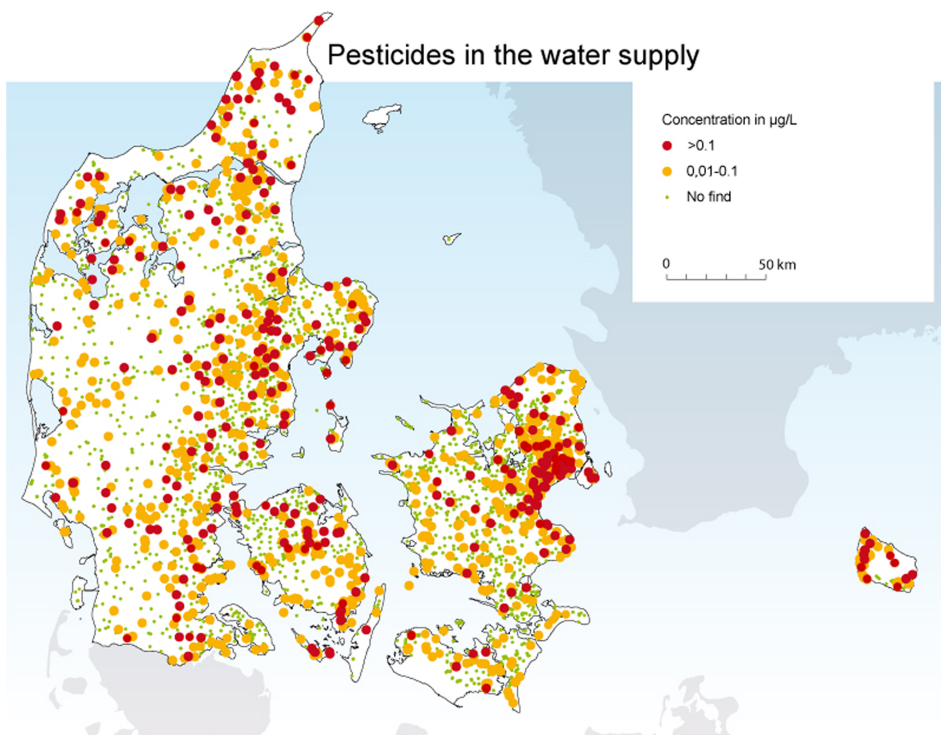 Pesticides in the water supply
Concentration in µg/L
>0.1
0,01-0.1
No find
0 50 km